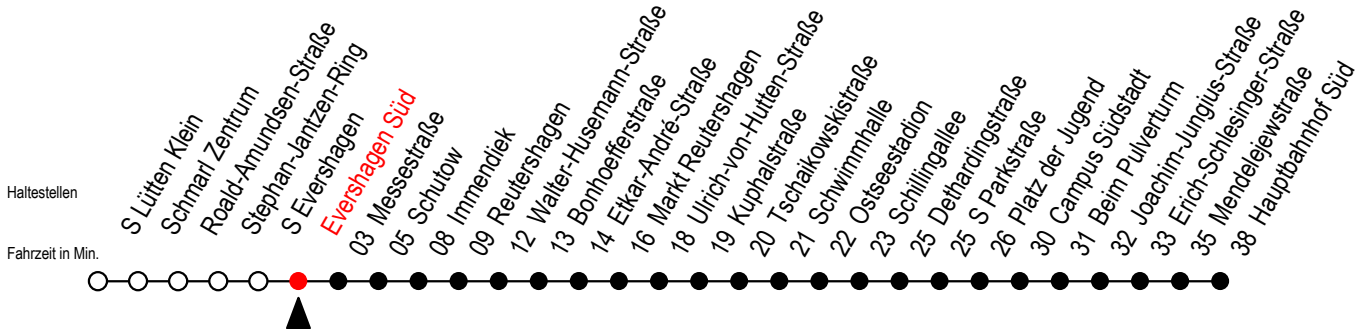 Haltestellen
Fahrzeit in Min.
S Lütten Klein
Schmarl Zentrum
Roald-Amundsen-Straße
Stephan-Jantzen-Ring
S Evershagen
Evershagen Süd
03 Messestraße
05 Schutow
08 Immendiek
09 Reutershagen
12 Walter-Husemann-Straße
13 Bonhoefferstraße
14 Etkar-André-Straße
16 Markt Reutershagen
18 Ulrich-von-Hutten-Straße
19 Kuphalstraße
20 Tschaikowskistraße
21 Schwimmhalle
22 Ostseestadion
23 Schillingallee
25 Dethardingstraße
25 S Parkstraße
26 Platz der Jugend
30 Campus Südstadt
31 Beim Pulverturm
32 Joachim-Jungius-Straße
33 Erich-Schlesinger-Straße
35 Mendelejewstraße
38 Hauptbahnhof Süd